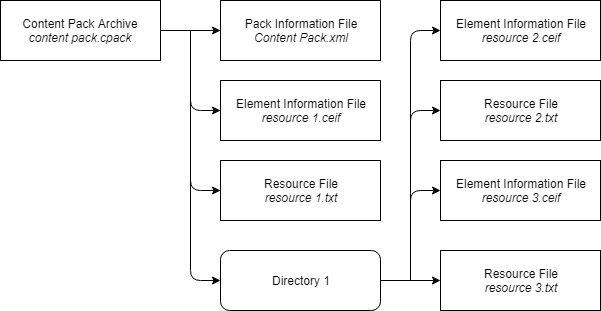 Content Pack Archive
content pack.cpack
Pack Information File
Content Pack.xml
Element Information File
resource 1.ceif
Resource File
resource 1.txt
Directory 1
Element Information File
resource 2.ceif
Resource File
resource 2.txt
Element Information File
resource 3.ceif
Resource File
resource 3.txt